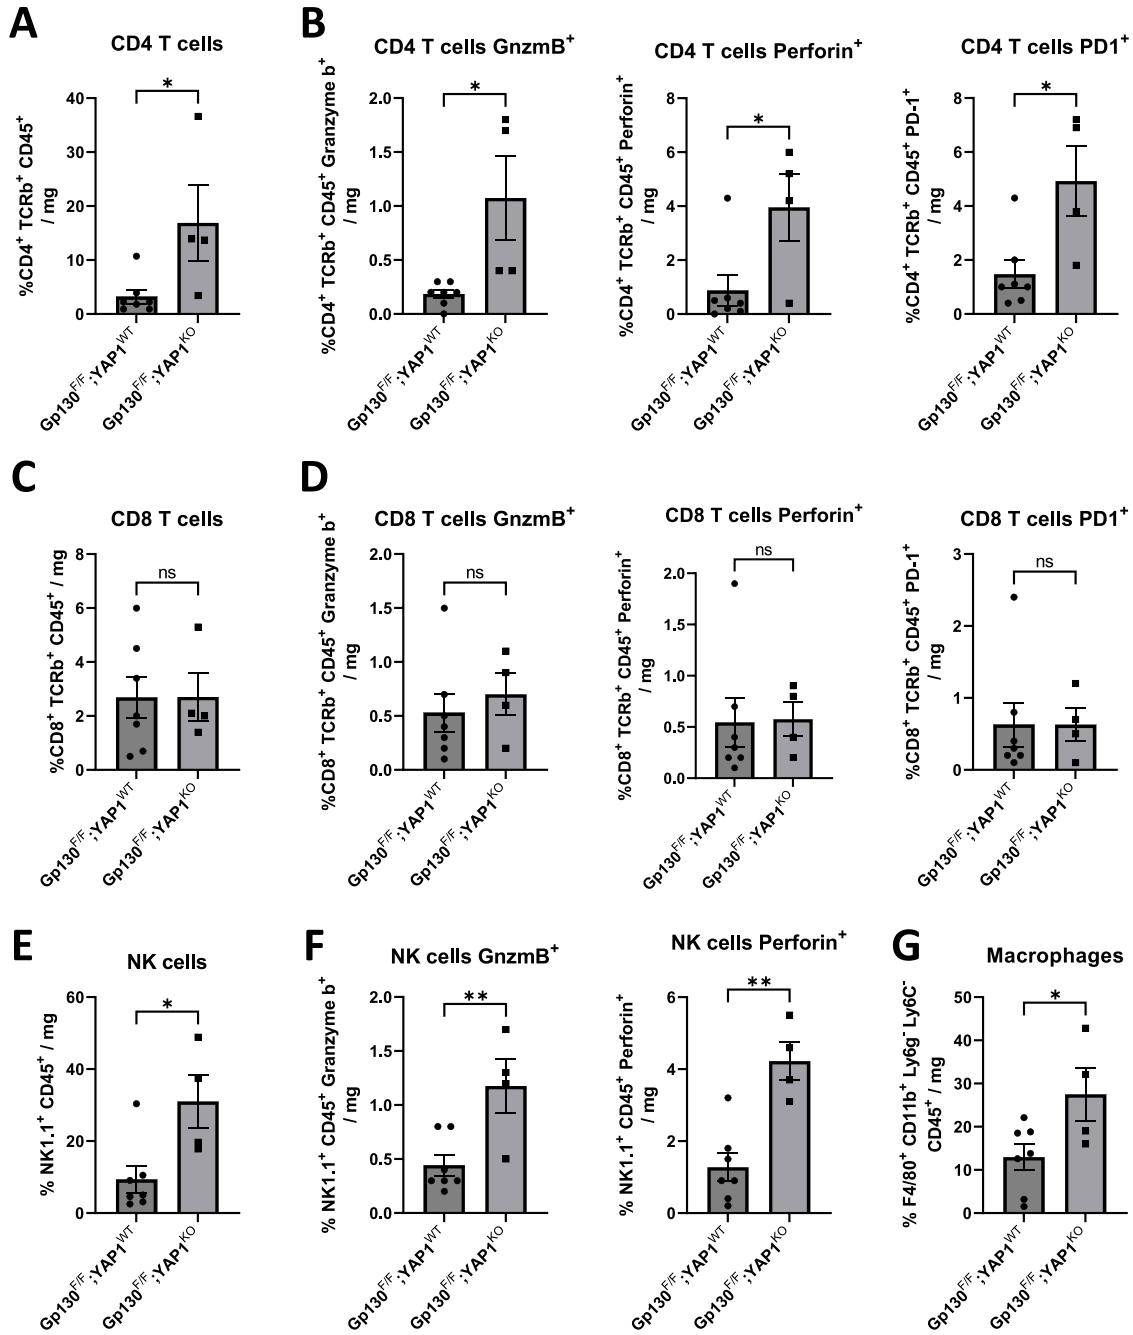 A
CD4 T cells
%CD4+ TCRb+ CD45+
/ mg
40
30
20
10
0
*
Gp130F/F;YAP1WT
Gp130F/F;YAP1KO
B
CD4 T cells GnzmB+
%CD4+ TCRb+ CD45+ Granzyme b+
/ mg
2.0
1.5
1.0
0.5
0.0
*
Gp130F/F;YAP1WT
Gp130F/F;YAP1KO
CD4 T cells Perforin+
%CD4+ TCRb+ CD45+ Perforin+
/ mg
8
6
4
2
0
*
Gp130F/F;YAP1WT
Gp130F/F;YAP1KO
CD4 T cells PD1+
%CD4+ TCRb+ CD45+ PD-1+
/ mg
8
6
4
2
0
*
Gp130F/F;YAP1WT
Gp130F/F;YAP1KO
C
CD8 T cells
%CD8+ TCRb+ CD45+ / mg
8
6
4
2
0
ns
Gp130F/F;YAP1WT
Gp130F/F;YAP1KO
D
CD8 T cells GnzmB+
%CD8+ TCRb+ CD45+ Granzyme b+
/ mg
2.0
1.5
1.0
0.5
0.0
ns
Gp130F/F;YAP1WT
Gp130F/F;YAP1KO
CD8 T cells Perforin+
%CD8+ TCRb+ CD45+ Perforin+
/ mg
2.0
1.5
1.0
0.5
0.0
ns
Gp130F/F;YAP1WT
Gp130F/F;YAP1KO
CD8 T cells PD1+
%CD8+ TCRb+ CD45+ PD-1+
/ mg
3
2
1
0
ns
Gp130F/F;YAP1WT
Gp130F/F;YAP1KO
E
NK cells
% NK1.1+ CD45+ / mg
60
40
20
0
*
Gp130F/F;YAP1WT
Gp130F/F;YAP1KO
F
NK cells GnzmB+
% NK1.1+ CD45+ Granzyme b+
/ mg
2.0
1.5
1.0
0.5
0.0
**
Gp130F/F;YAP1WT
Gp130F/F;YAP1KO
NK cells Perforin+
% NK1.1+ CD45+ Perforin+
/ mg
6
4
2
0
**
Gp130F/F;YAP1WT
Gp130F/F;YAP1KO
G
Macrophages
% F4/80+ CD11b+ Ly6g- Ly6C-
CD45+ / mg
50
40
30
20
10
0
*
Gp130F/F;YAP1WT
Gp130F/F;YAP1KO